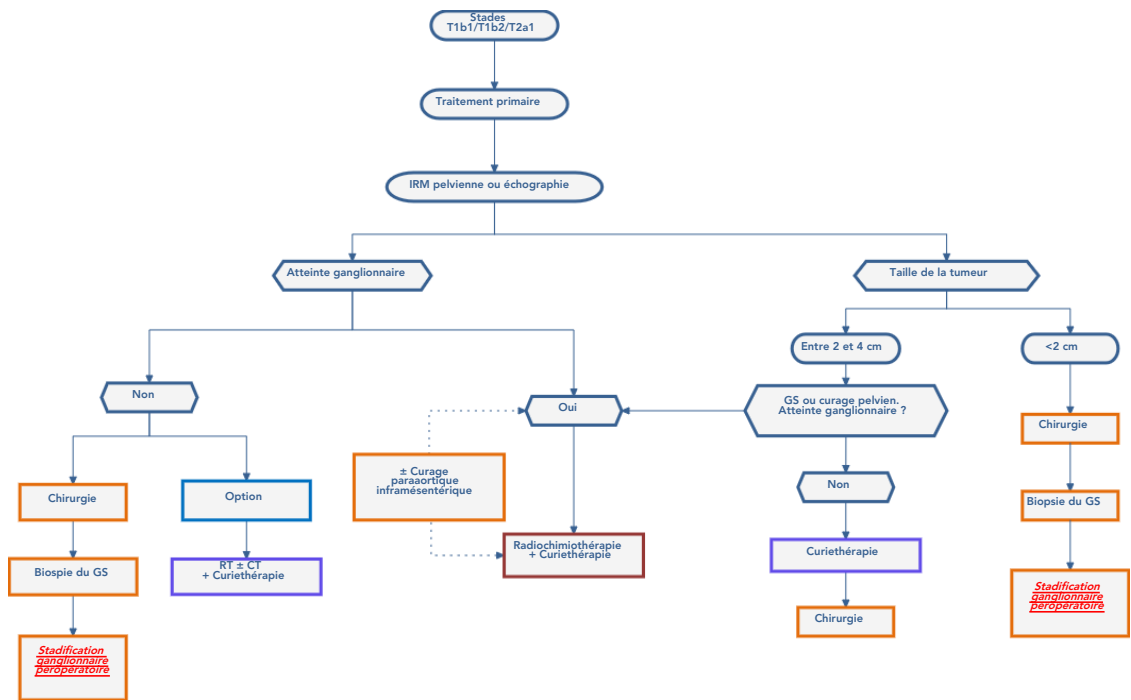 Stades
T1b1/T1b2/T2a1
Traitement primaire
IRM pelvienne ou échographie
Atteinte ganglionnaire
Taille de la tumeur
Entre 2 et 4 cm
<2 cm
Non
Oui
GS ou curage pelvien.
Atteinte ganglionnaire ?
Chirurgie
± Curage
paraaortique
inframésentérique
Non
Chirurgie
Option
Biopsie du GS
Radiochimiothérapie
+ Curiethérapie
Curiethérapie
Biospie du GS
RT ± CT
+ Curiethérapie
Stadification
ganglionnaire
peropératoire
Chirurgie
Stadification
ganglionnaire
peropératoire